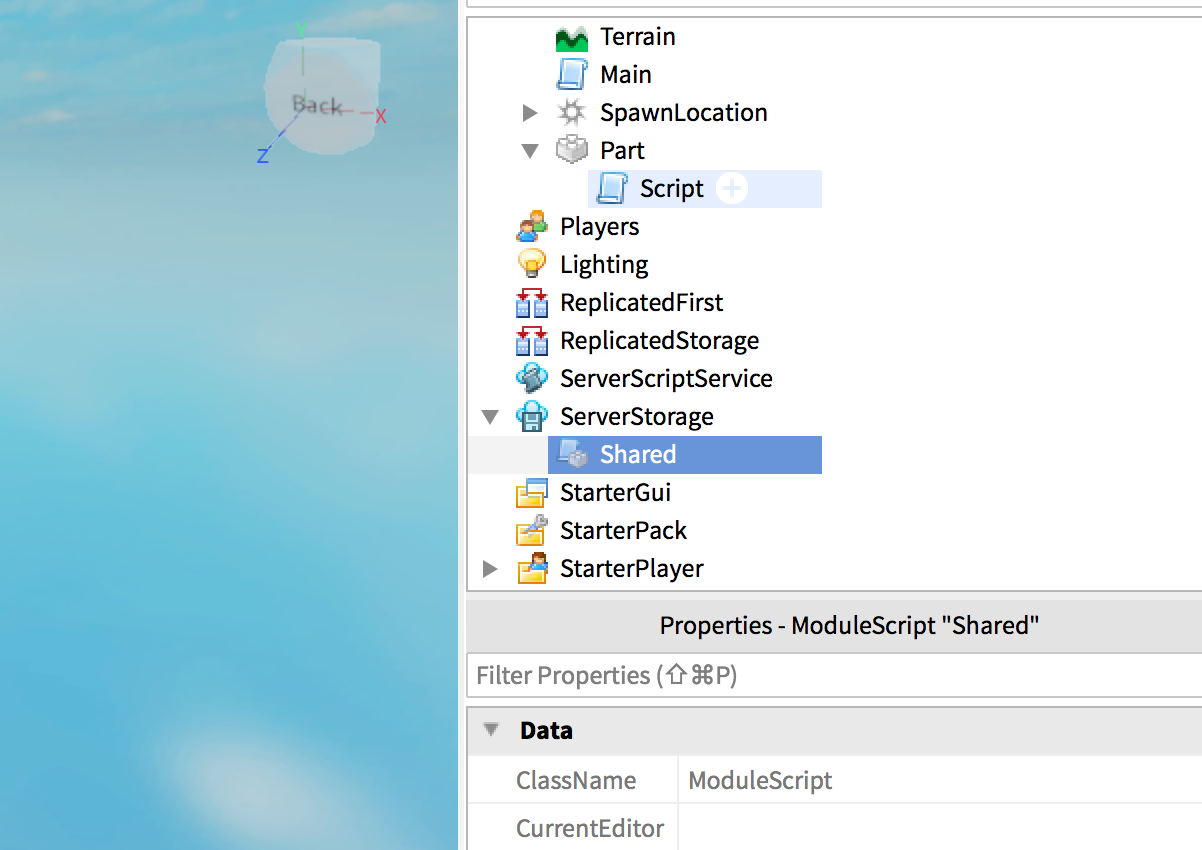 Y
Back
X
Z
Terrain
Main
SpawnLocation
Part
Script
Players
Lighting
ReplicatedFirst
ReplicatedStorage
ServerScriptService
ServerStorage
Shared
StarterGui
StarterPack
StarterPlayer
Properties - ModuleScript "Shared"
Filter Properties (⇧⌘P)
Data
ClassName ModuleScript
CurrentEditor